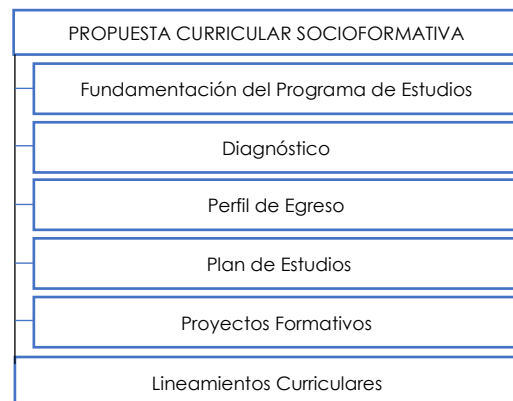 PROPUESTA CURRICULAR SOCIOFORMATIVA
Fundamentación del Programa de Estudios
Diagnóstico
Perfil de Egreso
Plan de Estudios
Proyectos Formativos
Lineamientos Curriculares